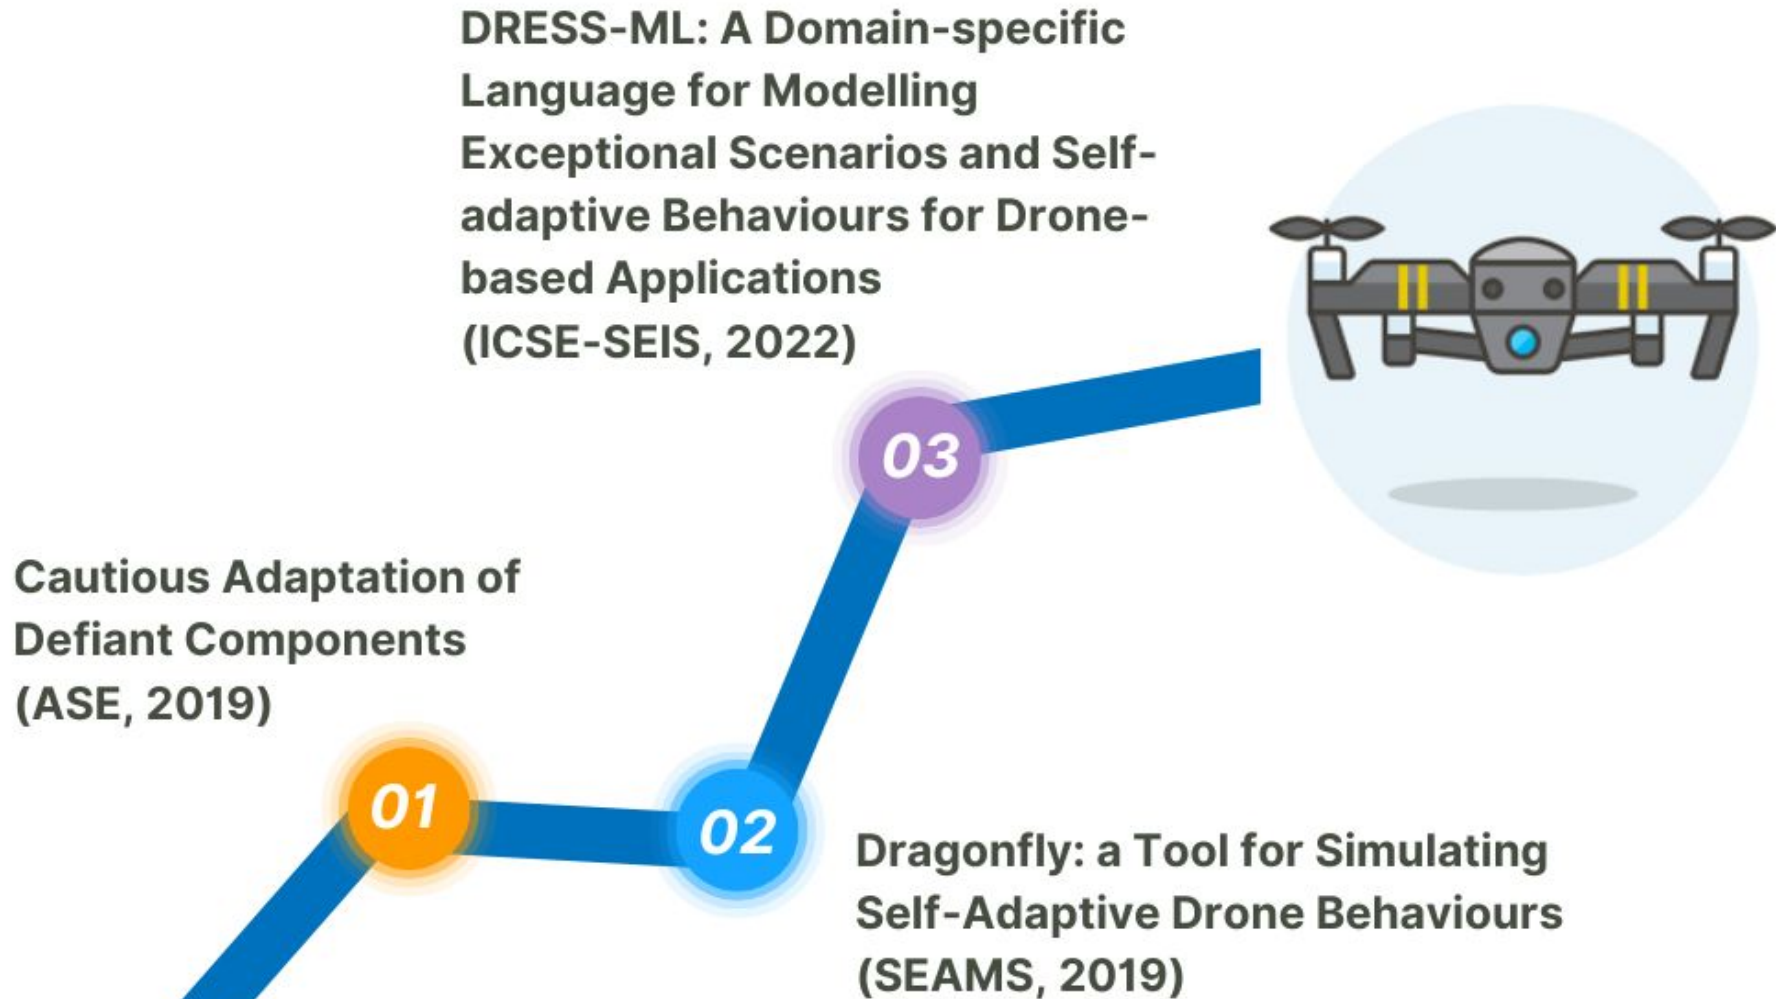 DRESS-ML: A Domain-specific
Language for Modelling
Exceptional Scenarios and Self-
adaptive Behaviours for Drone-
based Applications
(ICSE-SEIS, 2022)
03
Cautious Adaptation of
Defiant Components
(ASE, 2019)
01
02
Dragonfly: a Tool for Simulating
Self-Adaptive Drone Behaviours
(SEAMS, 2019)